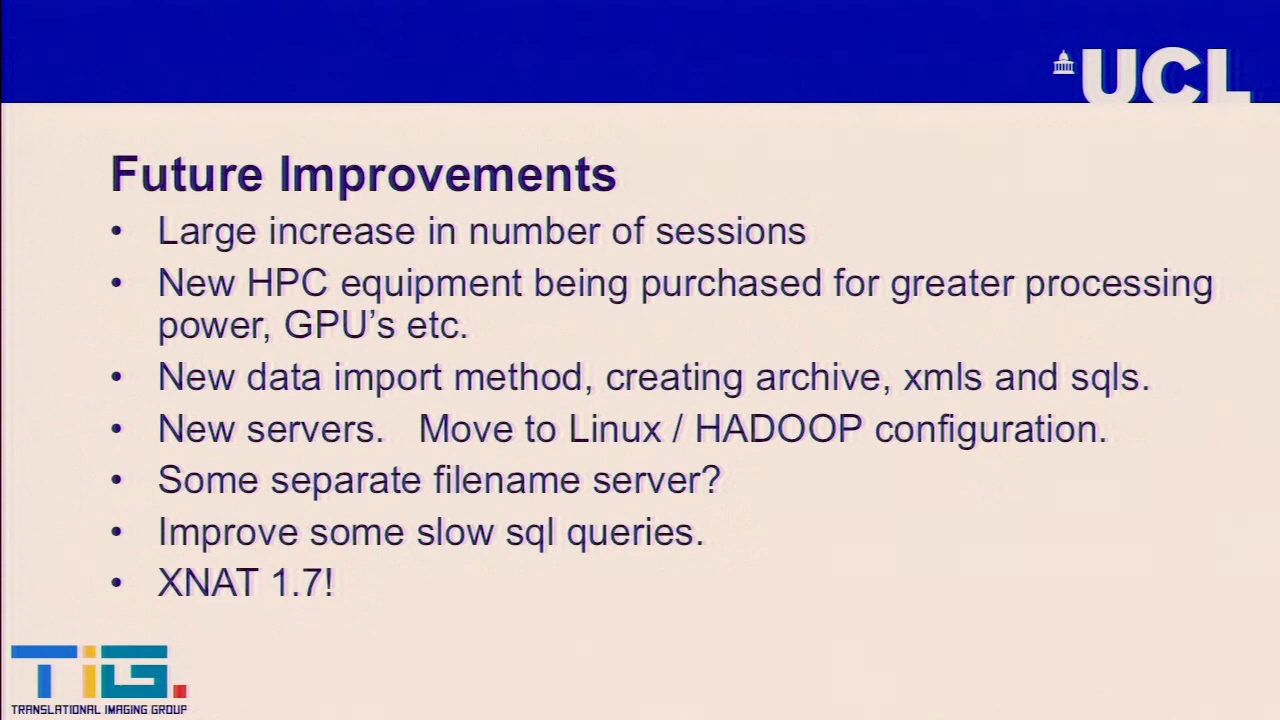 UCL
Future Improvements
• Large increase in number of sessions
• New HPC equipment being purchased for greater processing
power, GPU's etc.
• New data import method, creating archive, xmls and sqls.
• New servers.   Move to Linux / HADOOP configuration.
• Some separate filename server?
• Improve some slow sql queries.
• XNAT 1.7!
TiG.
TRANSLATIONAL IMAGING GROUP